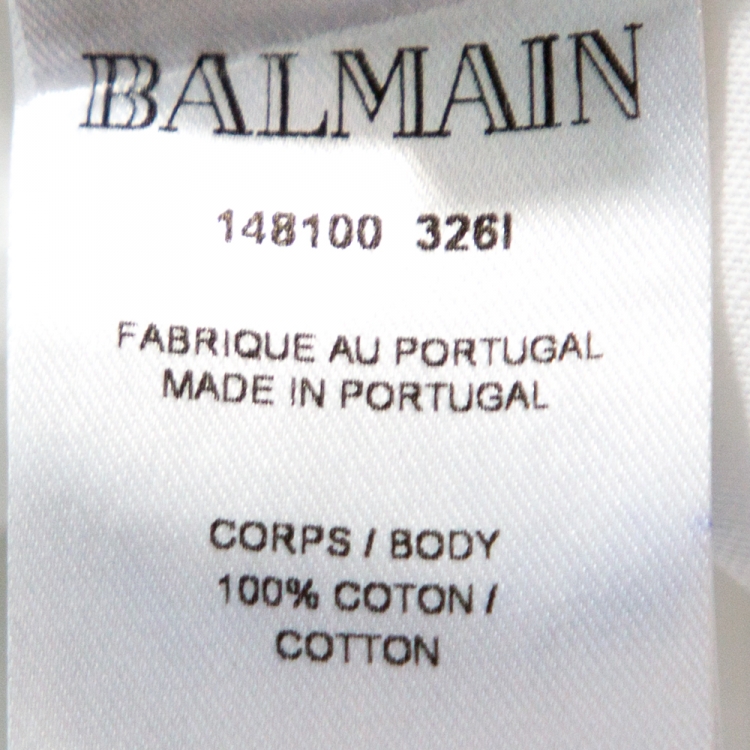 BALMAIN
148100 326I
FABRIQUE AU PORTUGAL
MADE IN PORTUGAL
CORPS / BODY
100% COTON /
COTTON